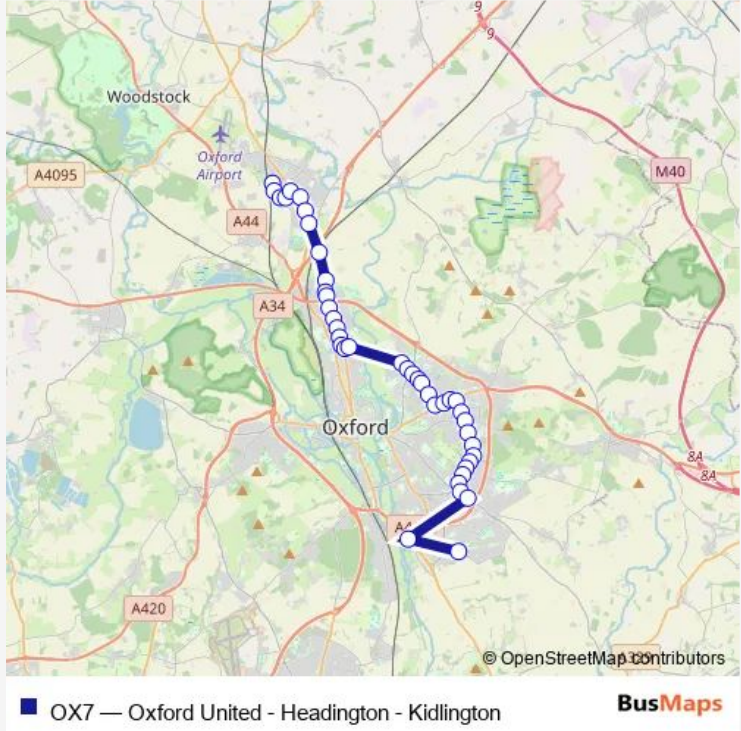 9
9
Woodstock
Oxford
Airport
A4095
M40
A44
A34
Oxford
8A
8A
A4
A420
© OpenStreetMap contributors
OX7 — Oxford United - Headington - Kidlington
BusMaps